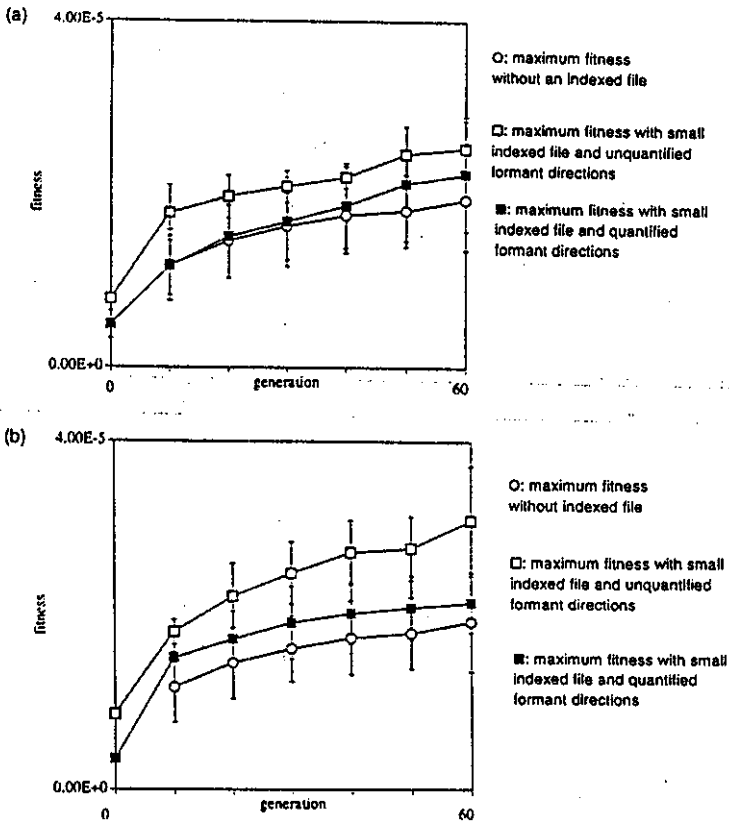 (a)
4.00E-5
fitness
0.00E+0
0
generation
60
O: maximum fitness
without an indexed file
□: maximum fitness with small
indexed file and unquantified
formant directions
■: maximum fitness with small
indexed file and quantified
formant directions
(b)
4.00E-5
fitness
0.00E+0
0
generation
60
O: maximum fitness
without indexed file
□: maximum fitness with small
indexed file and unquantified
formant directions
■: maximum fitness with small
indexed file and quantified
formant directions